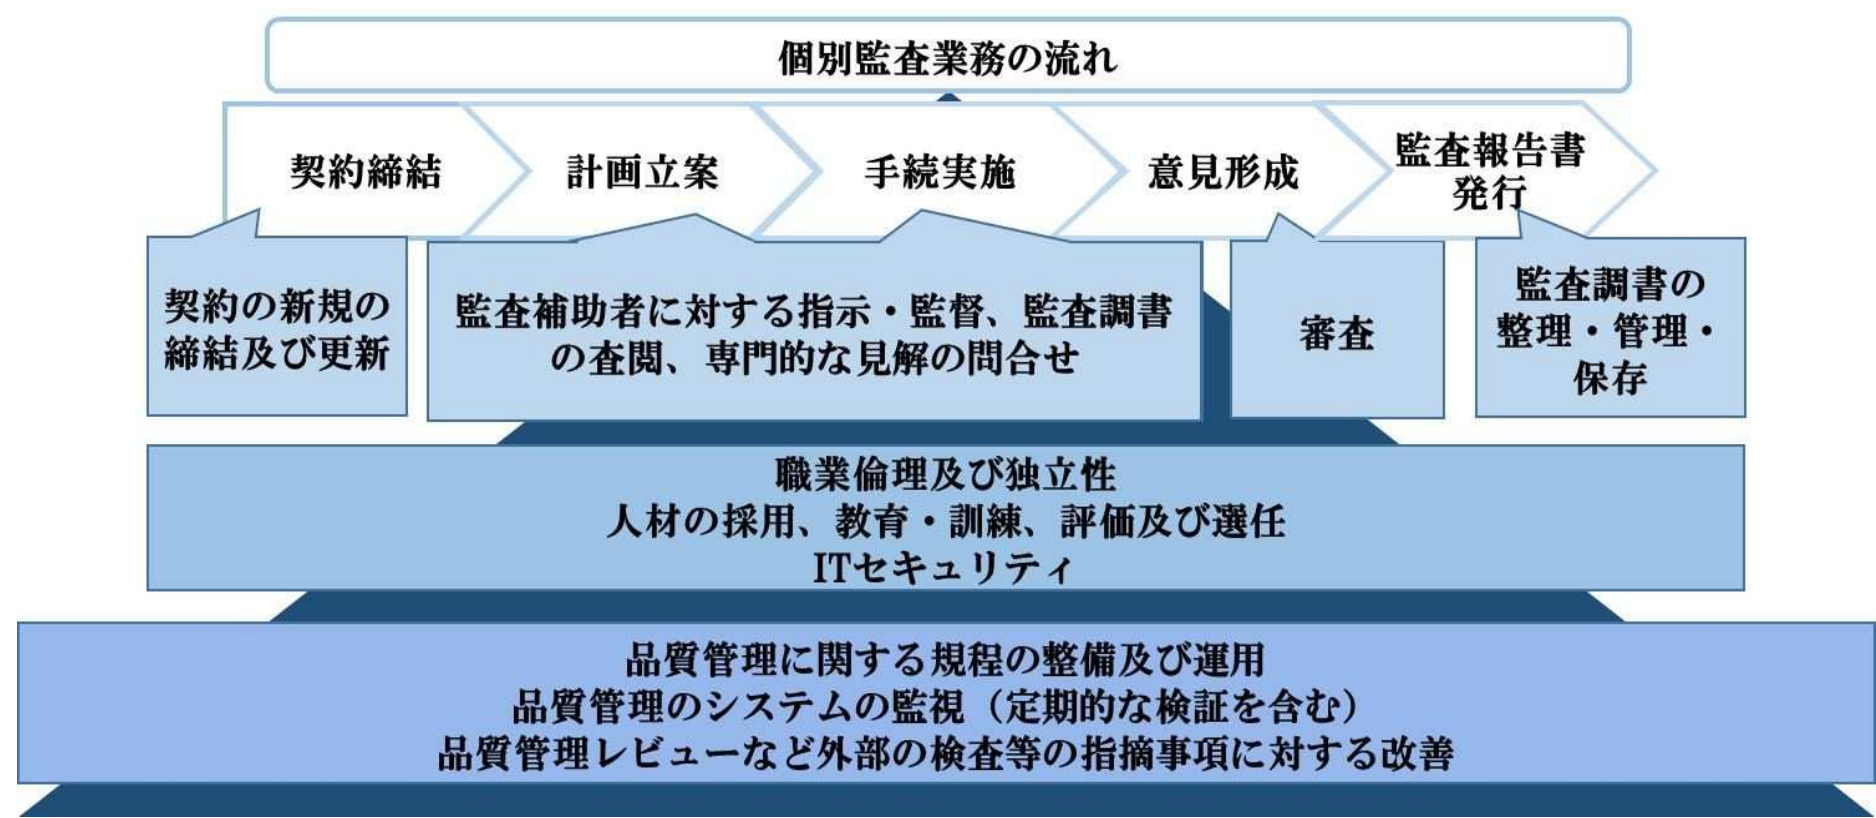 個別監査業務の流れ
契約締結
計画立案
手続実施
意見形成
監査報告書
発行
契約の新規の
締結及び更新
監査補助者に対する指示・監督、監査調書
の査閲、専門的な見解の問合せ
審査
監査調書の
整理・管理・
保存
職業倫理及び独立性
人材の採用、教育・訓練、評価及び選任
ITセキュリティ
品質管理に関する規程の整備及び運用
品質管理のシステムの監視（定期的な検証を含む）
品質管理レビューなど外部の検査等の指摘事項に対する改善